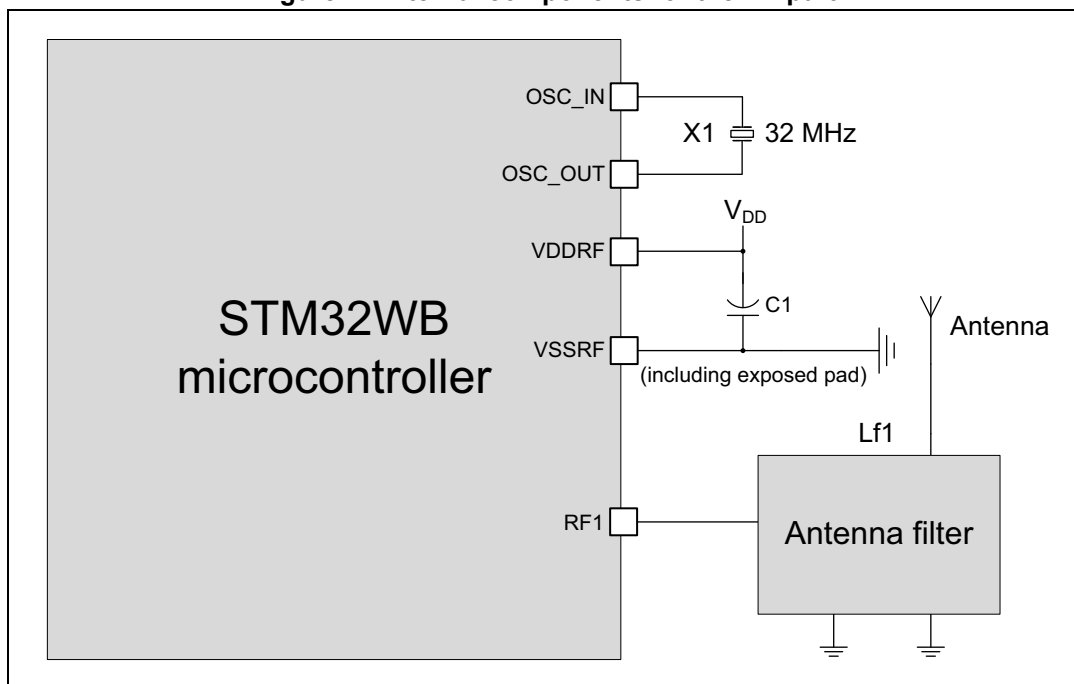 OSC_IN
X1 32 MHz
OSC_OUT
VDD
VDDRF
C1
STM32WB
microcontroller
Antenna
VSSRF
(including exposed pad)
Lf1
RF1
Antenna filter